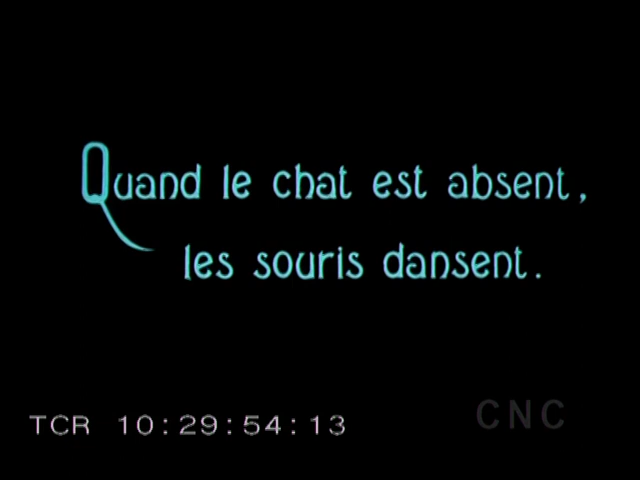 Quand le chat est absent,
les souris dansent.
TCR 10:29:54:13
CNC